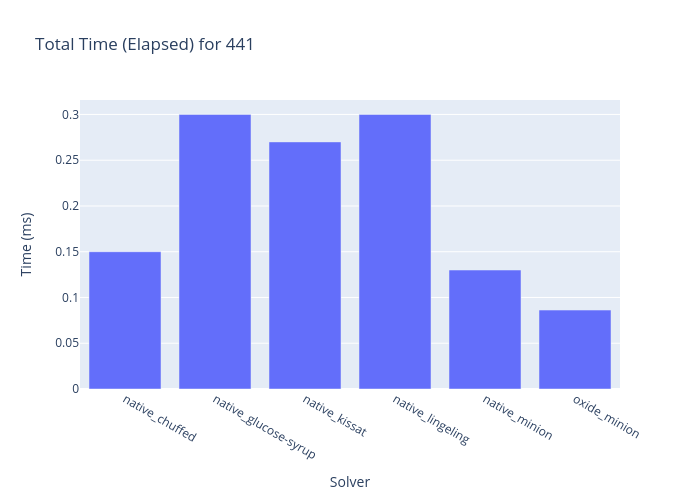 Total Time (Elapsed) for 441
Time (ms)
0.3
0.25
0.2
0.15
0.1
0.05
0
native_chuffed
native_glucose-syrup
native_kissat
native_lingeling
native_minion
oxide_minion
Solver